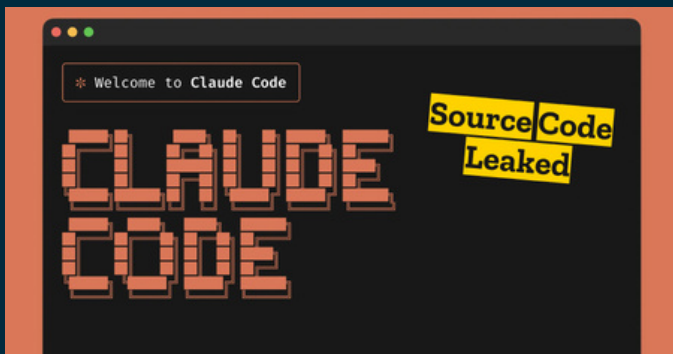 ✻ Welcome to Claude Code
CLAUDE
CODE
Source Code
Leaked